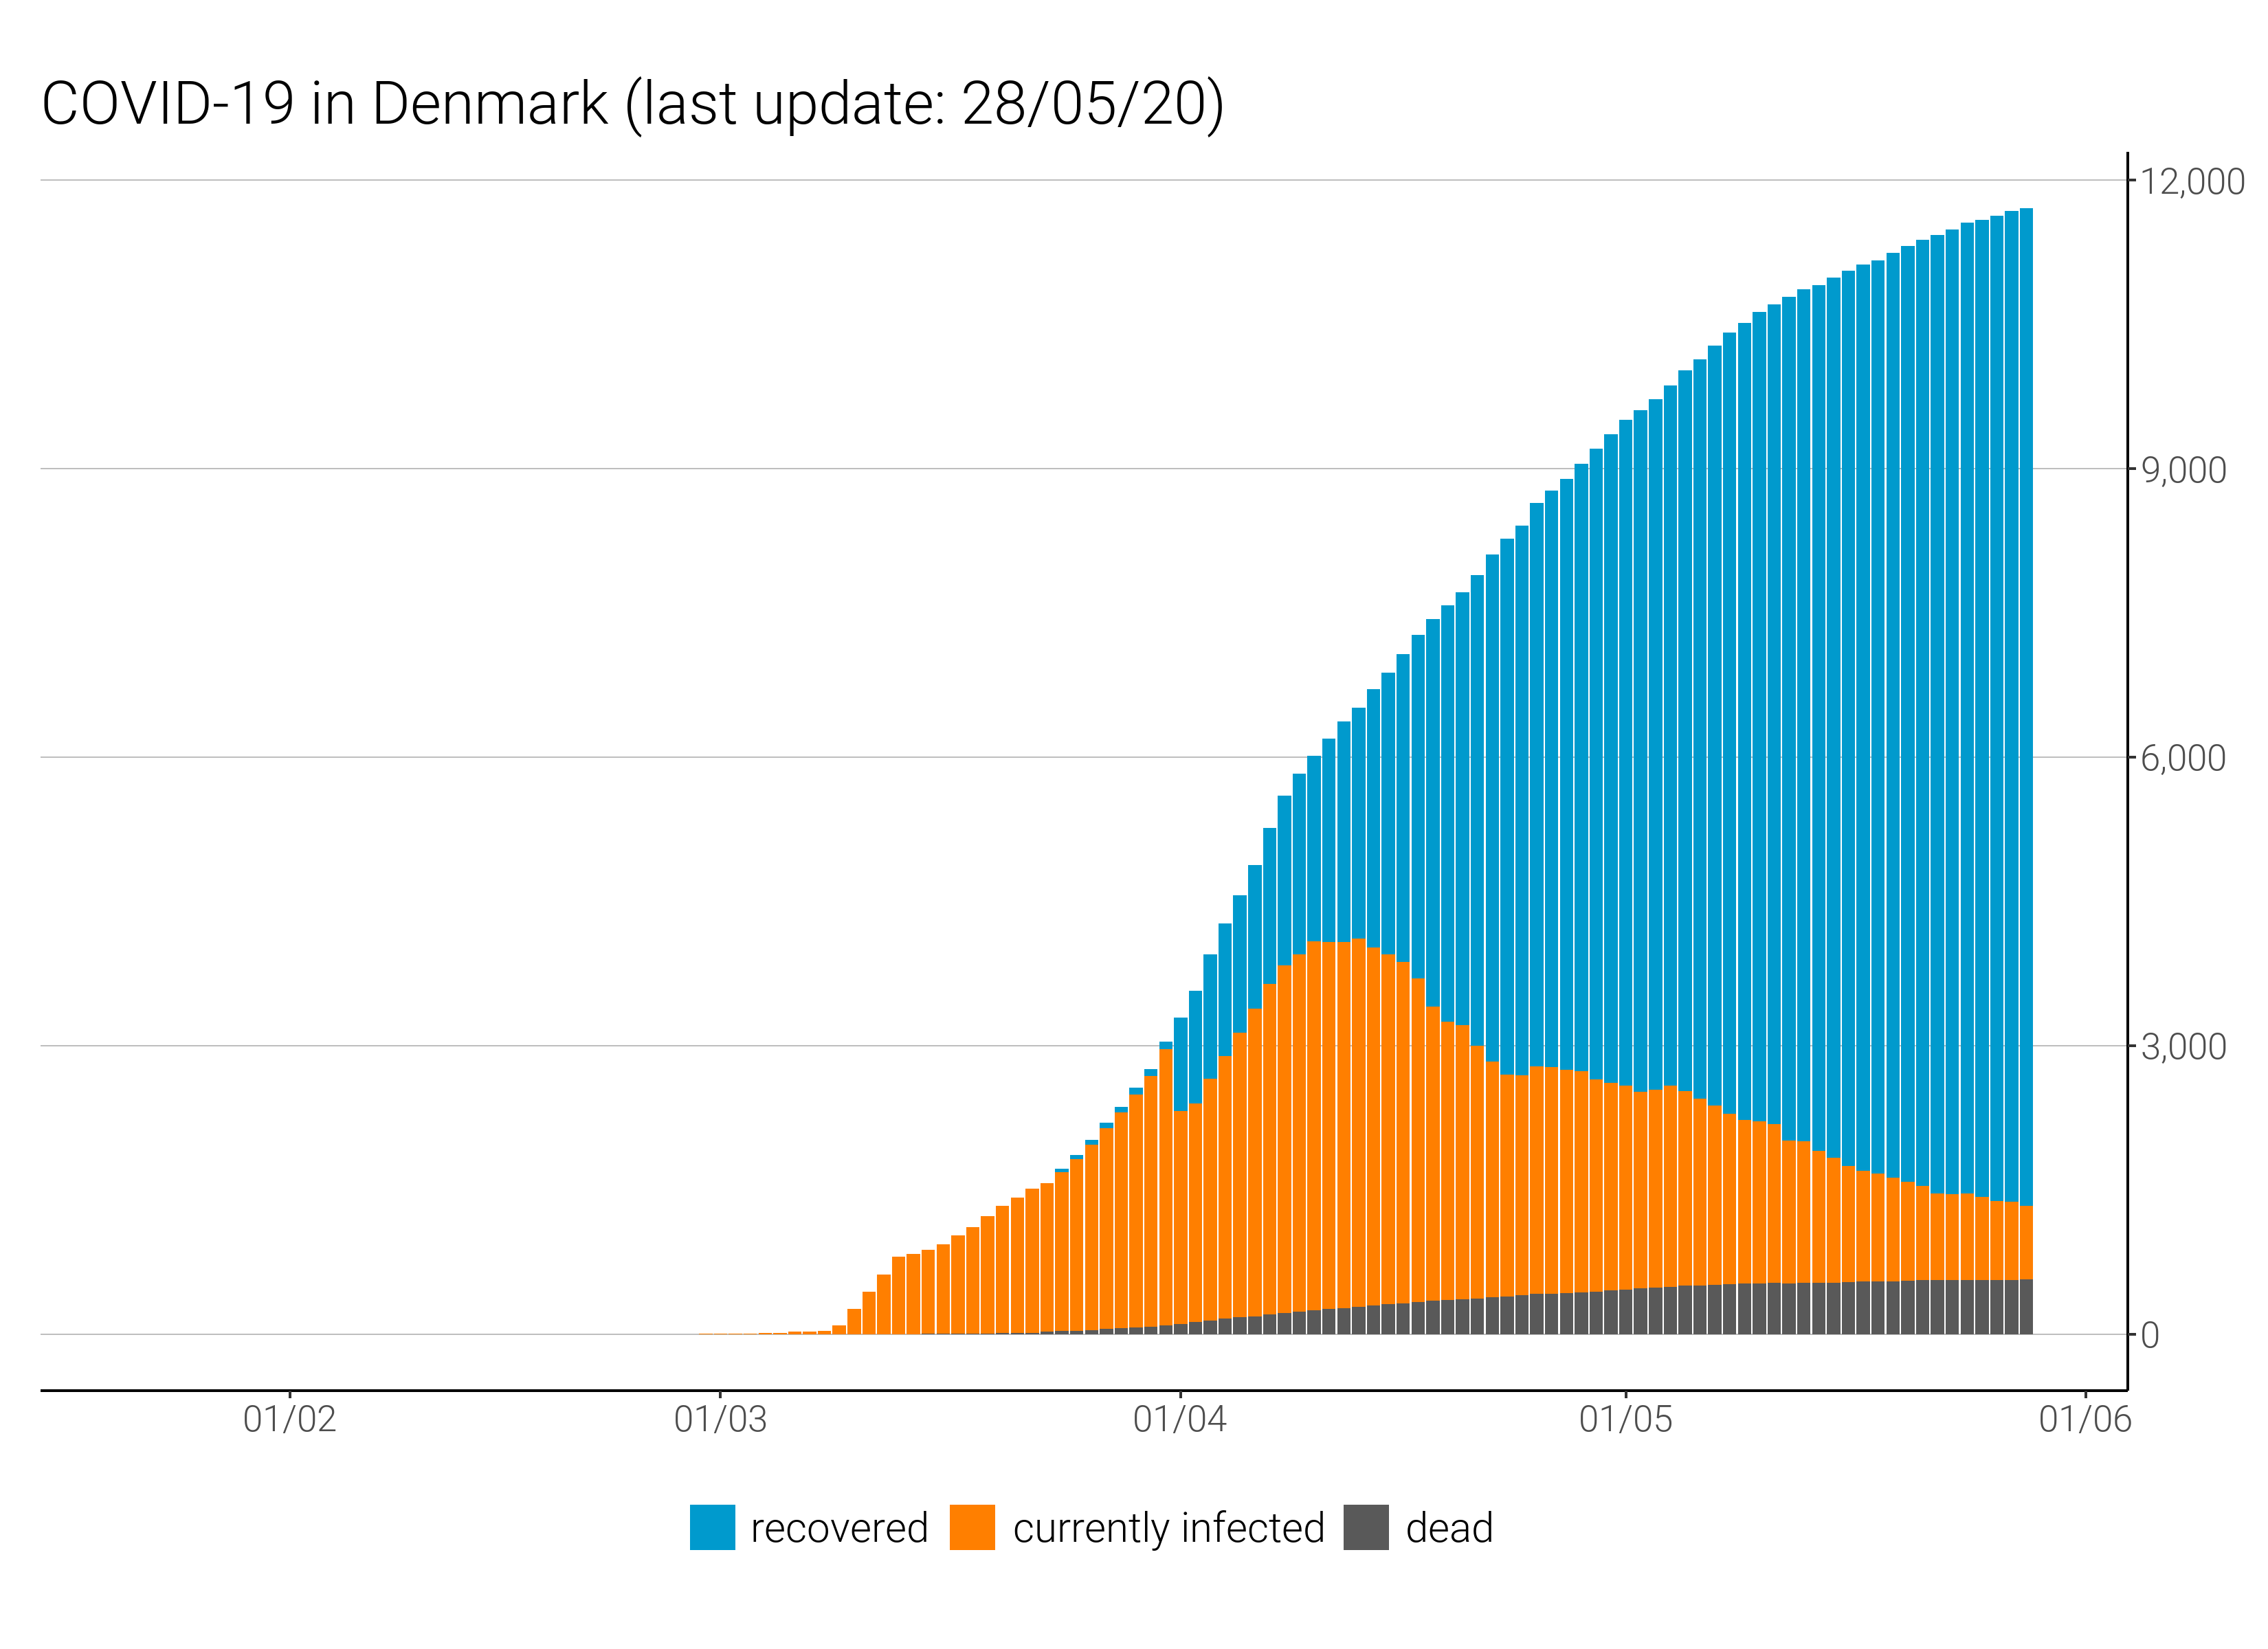 COVID-19 in Denmark (last update: 28/05/20)
12,000
9,000
6,000
3,000
0
01/02 01/03 01/04 01/05 01/06
recovered currently infected dead